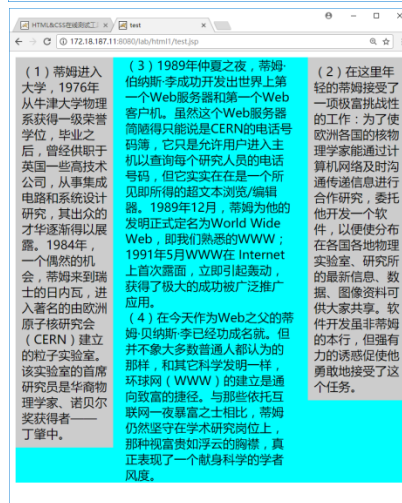 HTML&CSS在线测试工具
test
172.18.187.11:8080/lab/html1/test.jsp
（1）蒂姆进入
大学，1976年
从牛津大学物理
系获得一级荣誉
学位，毕业之
后，曾经供职于
英国一些高技术
公司，从事集成
电路和系统设计
研究，其出众的
才华逐渐得以展
露。1984年，
一个偶然的机
会，蒂姆来到瑞
士的日内瓦，进
入著名的由欧洲
原子核研究会
（CERN）建立
的粒子实验室。
该实验室的首席
研究员是华裔物
理学家、诺贝尔
奖获得者——
丁肇中。
（3）1989年仲夏之夜，蒂姆·
伯纳斯·李成功开发出世界上第
一个Web服务器和第一个Web
客户机。虽然这个Web服务器
简陋得只能说是CERN的电话号
码簿，它只是允许用户进入主
机以查询每个研究人员的电话
号码，但它实实在在是一个所
见即所得的超文本浏览/编辑
器。1989年12月，蒂姆为他的
发明正式定名为World Wide
Web，即我们熟悉的WWW；
1991年5月WWW在 Internet
上首次露面，立即引起轰动，
获得了极大的成功被广泛推广
应用。
（4）在今天作为Web之父的蒂
姆·贝纳斯·李已经功成名就。但
并不象大多数普通人都认为的
那样，和其它科学发明一样，
环球网（WWW）的建立是通
向致富的捷径。与那些依托互
联网一夜暴富之士相比，蒂姆
仍然坚守在学术研究岗位上，
那种视富贵如浮云的胸襟，真
正表现了一个献身科学的学者
风度。
（2）在这里年
轻的蒂姆接受了
一项极富挑战性
的工作：为了使
欧洲各国的核物
理学家能通过计
算机网络及时沟
通传递信息进行
合作研究，委托
他开发一个软
件，以便使分布
在各国各地物理
实验室、研究所
的最新信息、数
据、图像资料可
供大家共享。软
件开发虽非蒂姆
的本行，但强有
力的诱惑促使他
勇敢地接受了这
个任务。